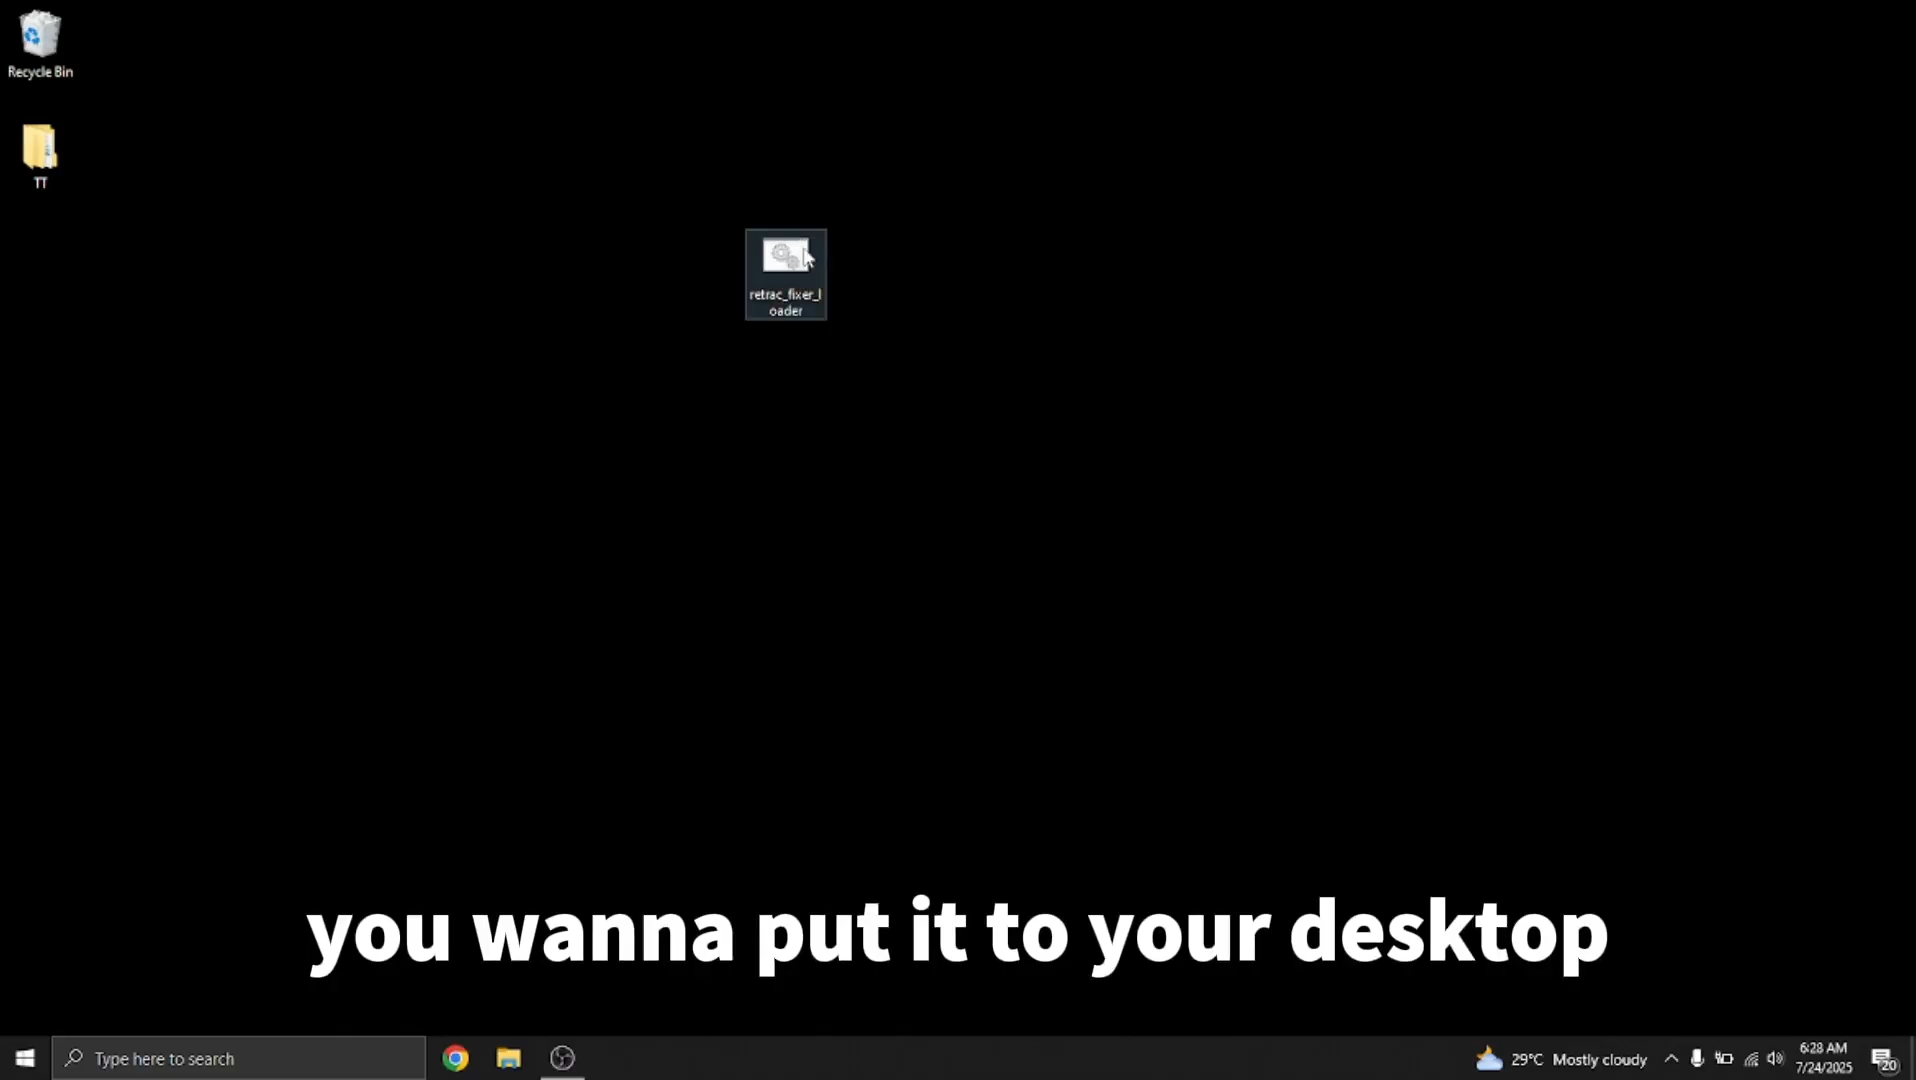 Recycle Bin
TT
retrac_fixer_l
oader
you wanna put it to your desktop
Type here to search
29°C Mostly cloudy
6:28 AM
7/24/2025
20